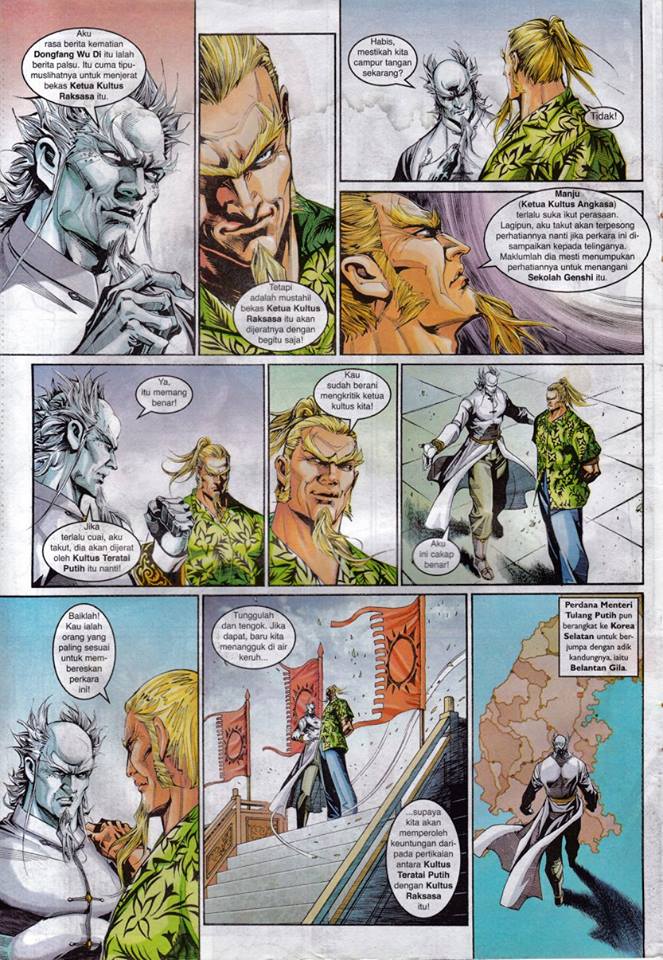 Aku
rasa berita kematian
Dongfang Wu Di itu ialah
berita palsu. Itu cuma tipu-
muslihatnya untuk menjerat
bekas Ketua Kultus
Raksasa itu.
Tetapi
adalah mustahil
bekas Ketua Kultus
Raksasa itu akan
dijeratnya dengan
begitu saja!
Habis,
mestikah kita
campur tangan
sekarang?
Tidak!
Manju
(Ketua Kultus Angkasa)
terlalu suka ikut perasaan.
Lagipun, aku takut akan terpesong
perhatiannya nanti jika perkara ini di-
sampaikan kepada telinganya.
Maklumlah dia mesti menumpukan
perhatiannya untuk menangani
Sekolah Genshi itu.
Ya,
itu memang
benar!
Jika
terlalu cuai, aku
takut, dia akan dijerat
oleh Kultus Teratai
Putih itu nanti!
Kau
sudah berani
mengkritik ketua
kultus kita!
Aku
ini cakap
benar!
Baiklah!
Kau ialah
orang yang
paling sesuai
untuk mem-
bereskan
perkara
ini!
Tunggulah
dan tengok. Jika
dapat, baru kita
menangguk di air
keruh...
...supaya
kita akan
memperoleh
keuntungan dari-
pada pertikaian
antara Kultus
Teratai Putih
dengan Kultus
Raksasa
itu!
Perdana Menteri
Tulang Putih pun
berangkat ke Korea
Selatan untuk ber-
jumpa dengan adik
kandungnya, iaitu
Belantan Gila.